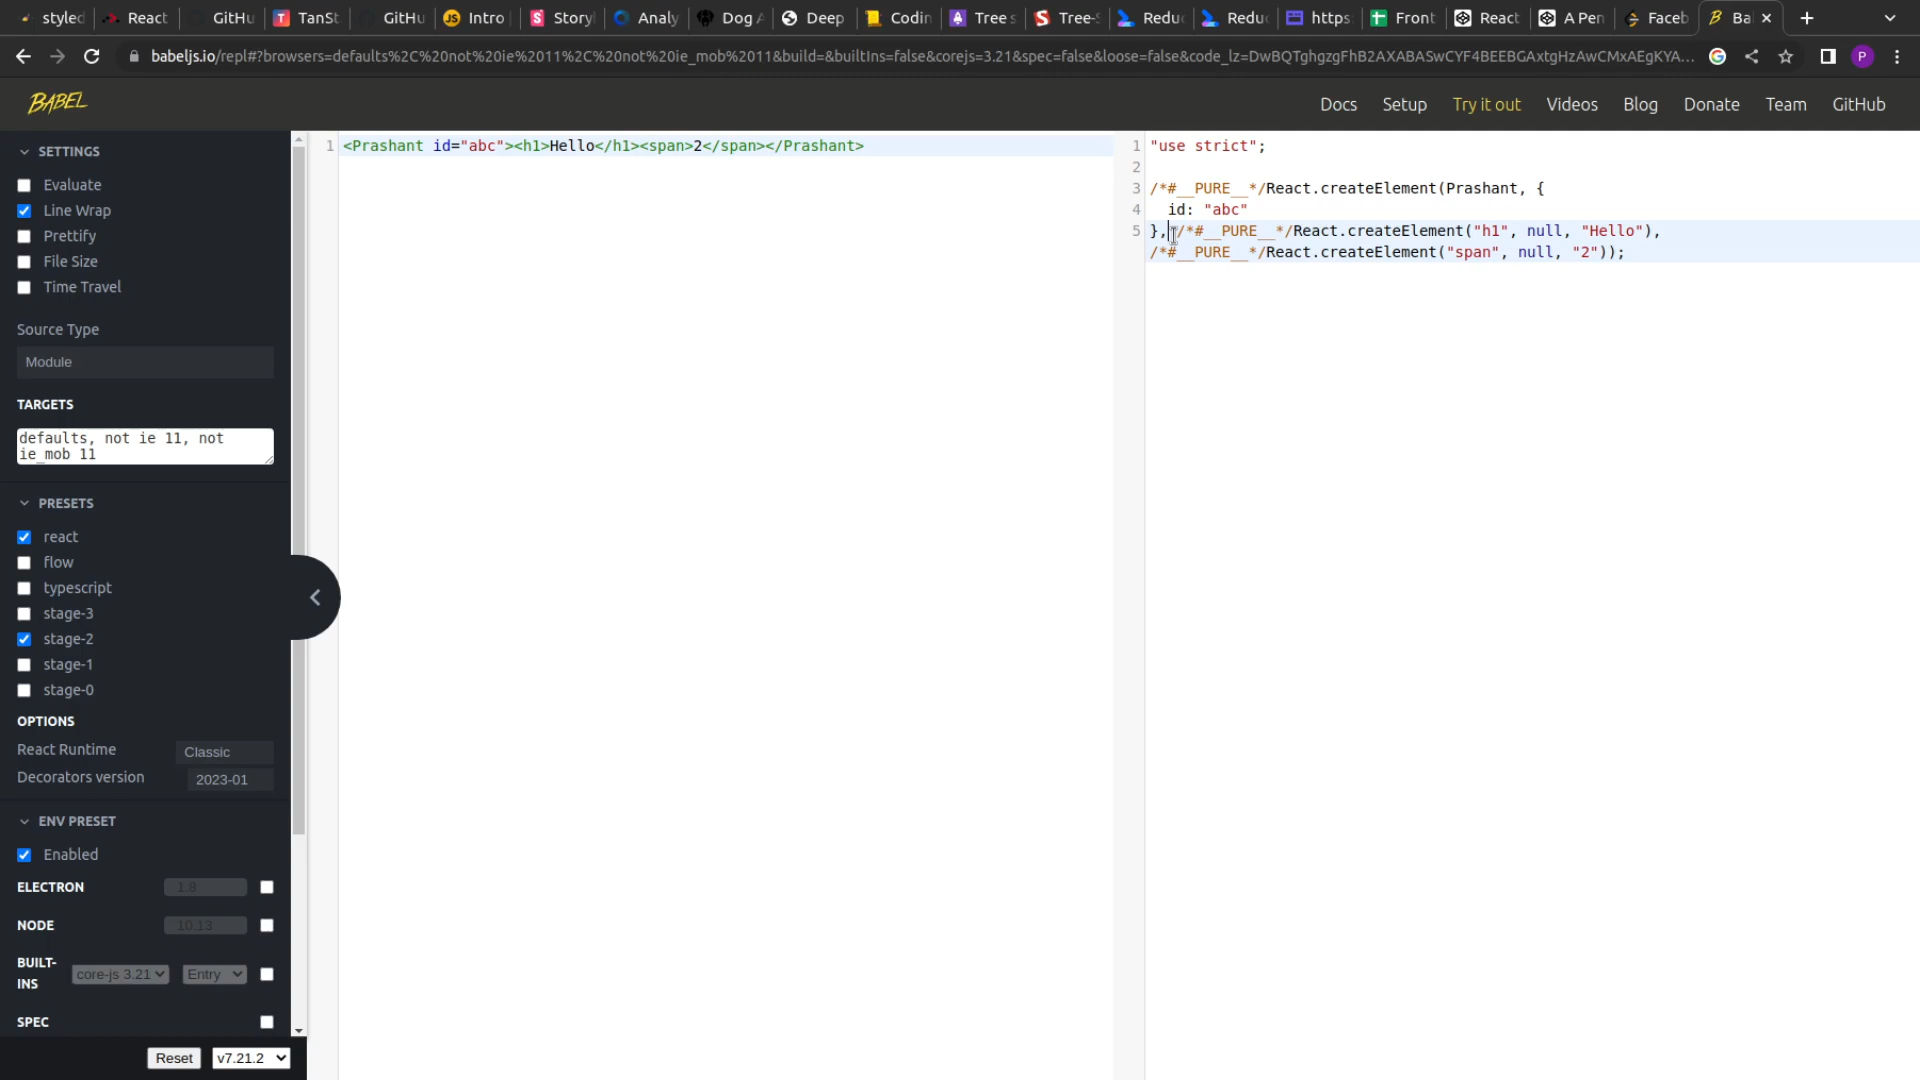 styled
React
GitHu
TanSt
GitHu
Intro
Story
Analy
Dog A
Deep
Codin
Tree s
Tree-S
Redu
Redu
https:
Front
React
A Pen
Faceb
Ba
babeljs.io/repl#?browsers=defaults%2C%20not%20ie%2011%2C%20not%20ie_mob%2011&build=&builtIns=false&corejs=3.21&spec=false&loose=false&code_lz=DwBQTghgzgFhB2AXABASwCYF4BEEBGAxtgHzAwCMxAEgKYA...
P
BABEL
Docs Setup Try it out Videos Blog Donate Team GitHub
SETTINGS
Evaluate
Line Wrap
Prettify
File Size
Time Travel
Source Type
Module
TARGETS
defaults, not ie 11, not
ie_mob 11
PRESETS
react
flow
typescript
stage-3
stage-2
stage-1
stage-0
OPTIONS
React Runtime Classic
Decorators version 2023-01
ENV PRESET
Enabled
ELECTRON 1.8
NODE 10.13
BUILT-
INS core-js 3.21 Entry
SPEC
Reset v7.21.2
1 <Prashant id="abc"><h1>Hello</h1><span>2</span></Prashant>
1 "use strict";
2
3 /*#__PURE__*/React.createElement(Prashant, {
4 id: "abc"
5 }, /*#__PURE__*/React.createElement("h1", null, "Hello"),
/*#__PURE__*/React.createElement("span", null, "2"));